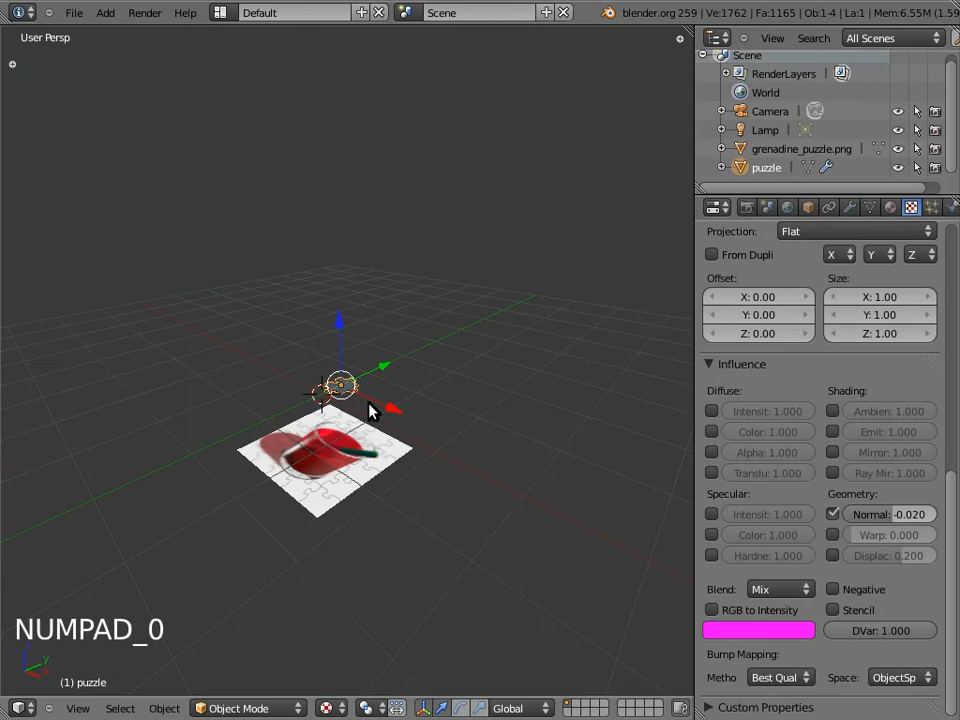 File Add Render Help Default Scene blender.org 259 | Ve:1762 | Fa:1165 | Ob:1-4 | La:1 | Mem:6.55M (1.59
User Persp
View Search All Scenes
Scene
RenderLayers
World
Camera
Lamp
grenadine_puzzle.png
puzzle
Projection: Flat
From Dupli X Y Z
Offset: Size:
X: 0.00 X: 1.00
Y: 0.00 Y: 1.00
Z: 0.00 Z: 1.00
Influence
Diffuse: Shading:
Intensit: 1.000 Ambien: 1.000
Color: 1.000 Emit: 1.000
Alpha: 1.000 Mirror: 1.000
Translu: 1.000 Ray Mir: 1.000
Specular: Geometry:
Intensit: 1.000 Normal: -0.020
Color: 1.000 Warp: 0.000
Hardne: 1.000 Displac: 0.200
Blend: Mix Negative
RGB to Intensity Stencil
DVar: 1.000
Bump Mapping:
Metho Best Qual Space: ObjectSp
Custom Properties
NUMPAD_0
z
y
x
(1) puzzle
View Select Object Object Mode Global